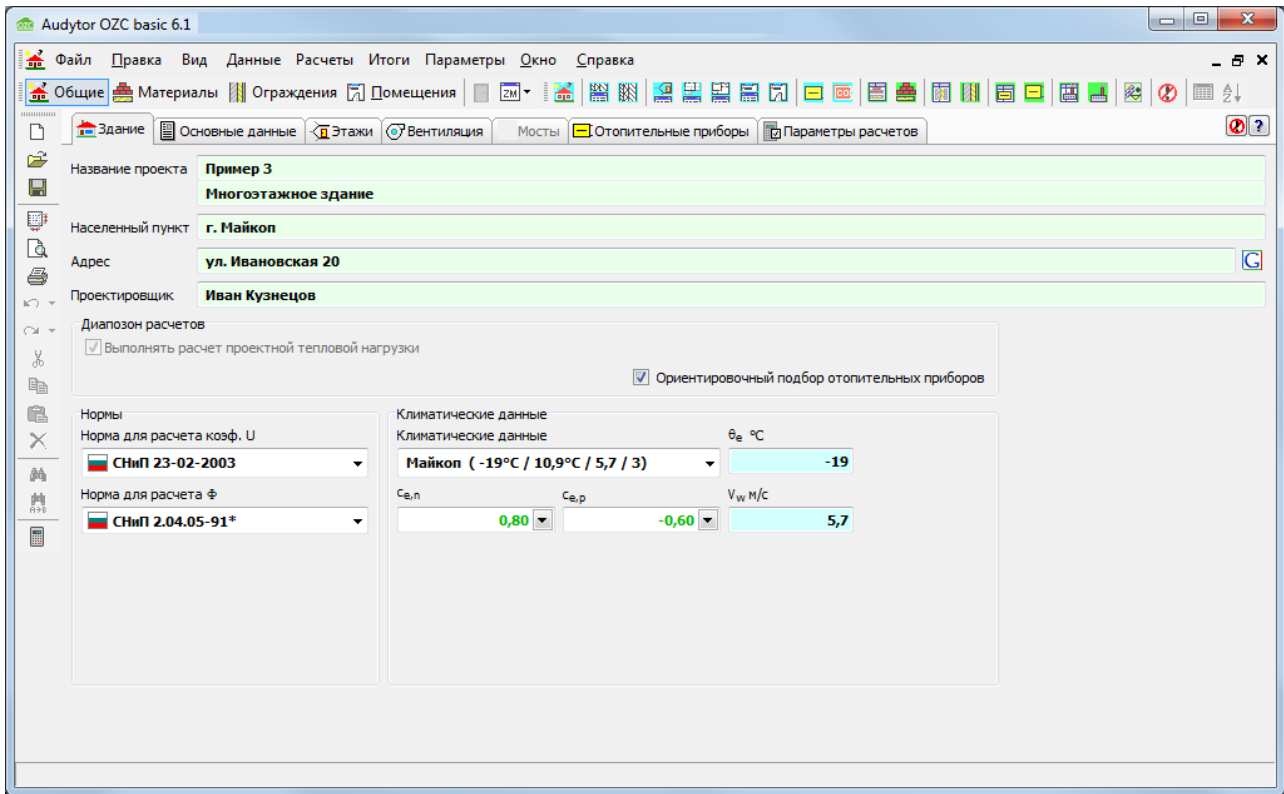 Audytor OZC basic 6.1
Файл Правка Вид Данные Расчеты Итоги Параметры Окно Справка
Общие Материалы Ограждения Помещения ZM
Здание Основные данные Этажи Вентиляция Мосты Отопительные приборы Параметры расчетов
Название проекта Пример 3
Многоэтажное здание
Населенный пункт г. Майкоп
Адрес ул. Ивановская 20 G
Проектировщик Иван Кузнецов
Диапозон расчетов
Выполнять расчет проектной тепловой нагрузки
Ориентировочный подбор отопительных приборов
Нормы Климатические данные
Норма для расчета коэф. U Климатические данные θe °C
СНиП 23-02-2003 Майкоп ( -19°C / 10,9°C / 5,7 / 3) -19
Норма для расчета Φ ce,n ce,p Vw м/с
СНиП 2.04.05-91* 0,80 -0,60 5,7